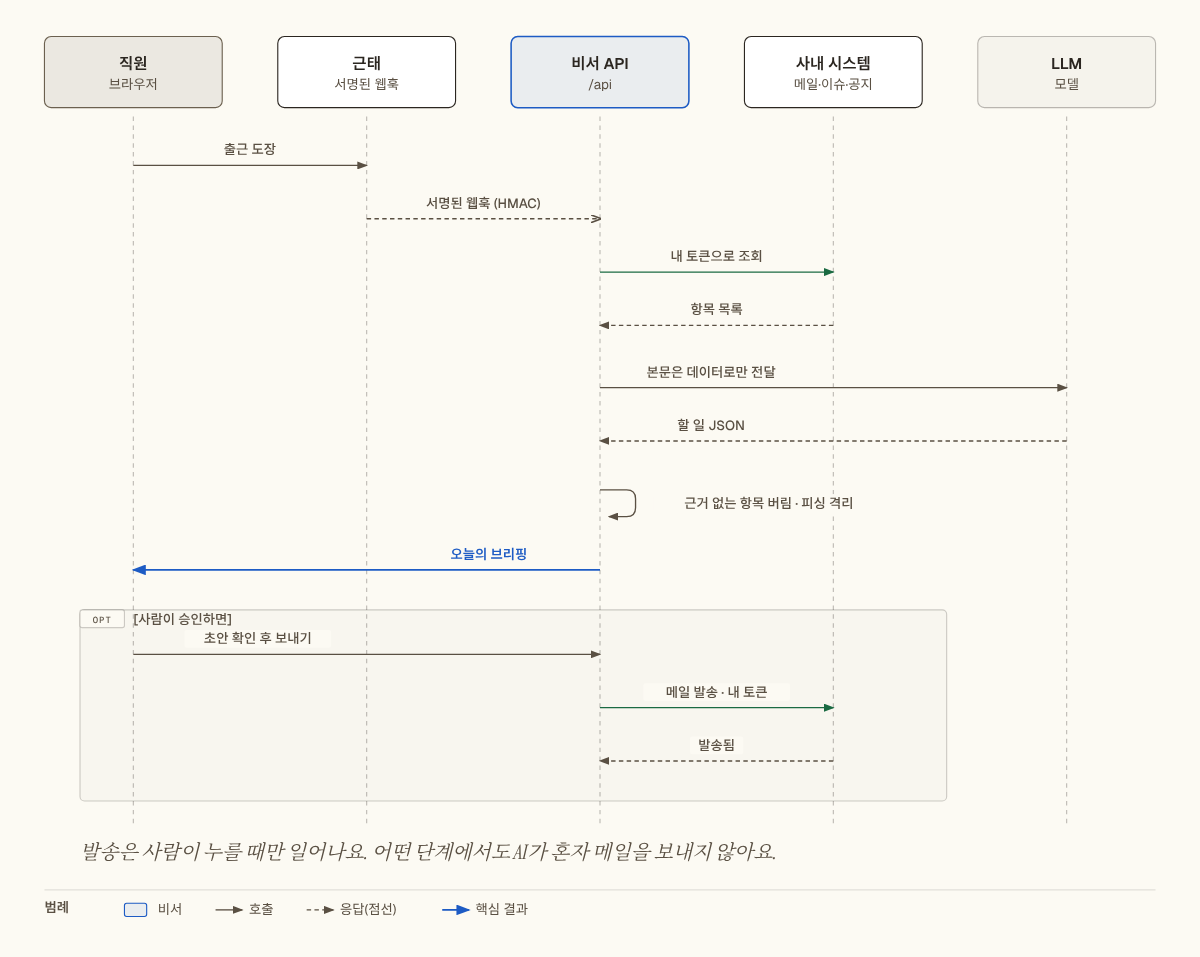 직원
브라우저
근태
서명된 웹훅
비서 API
/api
사내 시스템
메일·이슈·공지
LLM
모델
출근 도장
서명된 웹훅 (HMAC)
내 토큰으로 조회
항목 목록
본문은 데이터로만 전달
할 일 JSON
근거 없는 항목 버림 · 피싱 격리
오늘의 브리핑
OPT [사람이 승인하면]
초안 확인 후 보내기
메일 발송 · 내 토큰
발송됨
발송은 사람이 누를 때만 일어나요. 어떤 단계에서도 AI가 혼자 메일을 보내지 않아요.
범례 비서 호출 응답(점선) 핵심 결과